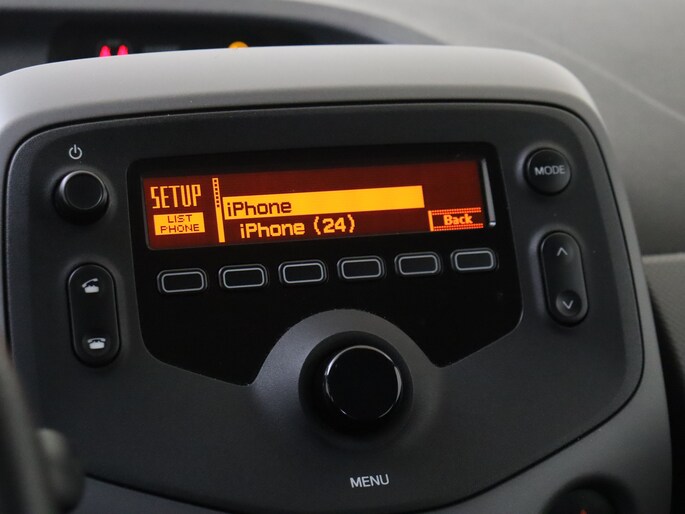 SETUP
LIST
PHONE
iPhone
iPhone (24)
Back
MODE
MENU